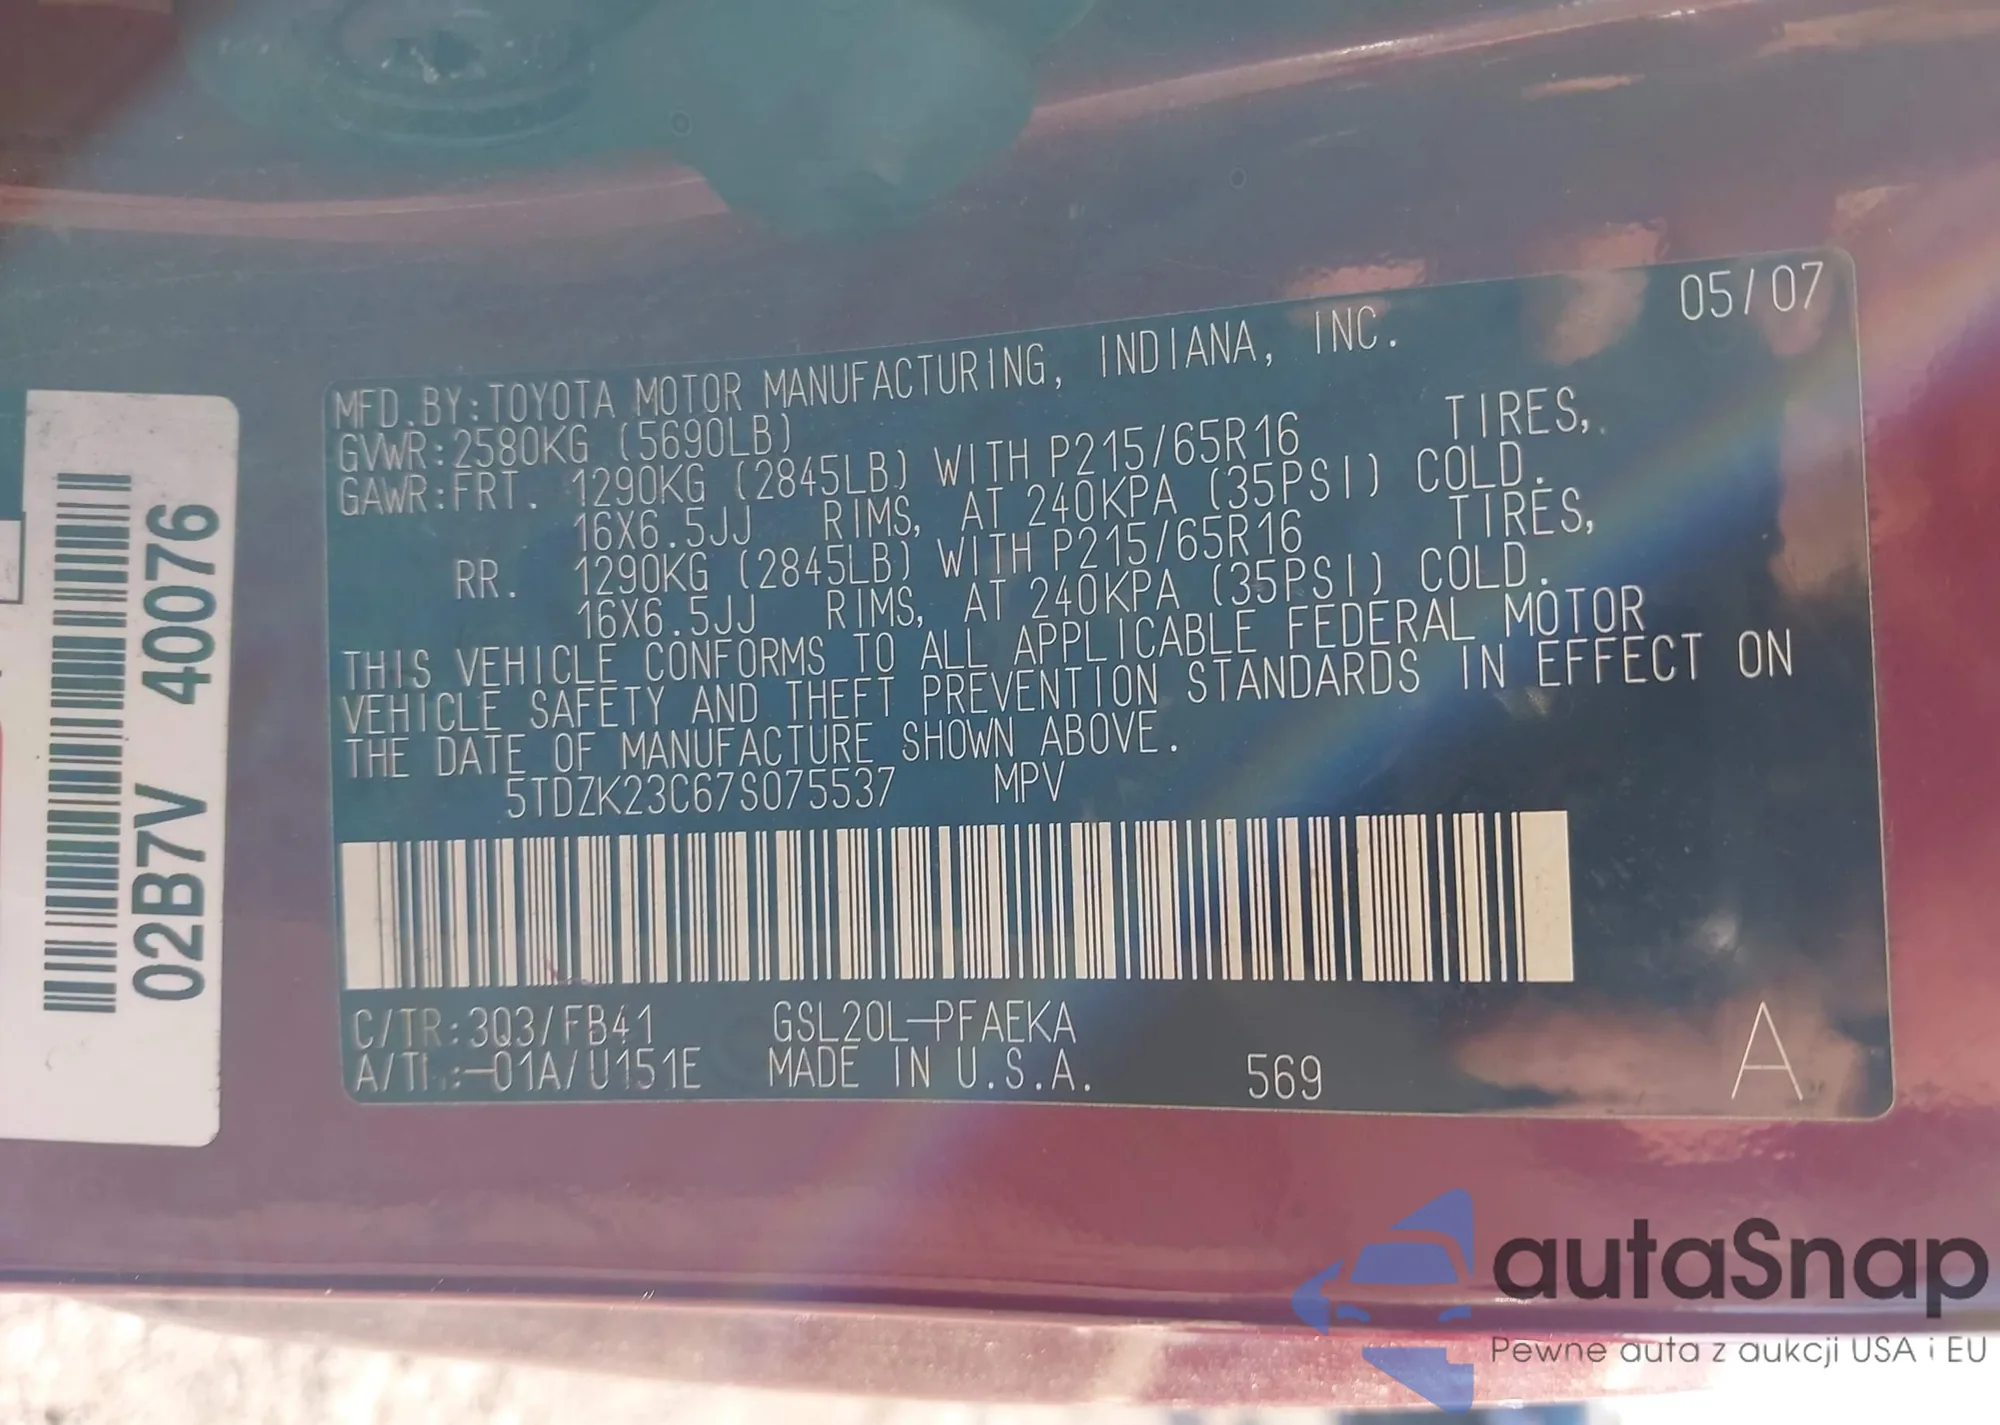 05/07
MFD.BY:TOYOTA MOTOR MANUFACTURING, INDIANA, INC.
GVWR:2580KG (5690LB)
GAWR:FRT. 1290KG (2845LB) WITH P215/65R16 TIRES,
16X6.5JJ RIMS, AT 240KPA (35PSI) COLD.
RR. 1290KG (2845LB) WITH P215/65R16 TIRES,
16X6.5JJ RIMS, AT 240KPA (35PSI) COLD.
THIS VEHICLE CONFORMS TO ALL APPLICABLE FEDERAL MOTOR
VEHICLE SAFETY AND THEFT PREVENTION STANDARDS IN EFFECT ON
THE DATE OF MANUFACTURE SHOWN ABOVE.
5TDZK23C67S075537 MPV
C/TR:3Q3/FB41 GSL20L-PFAEKA
-01A/U151E MADE IN U.S.A. 569 A
02B7V 40076
autaSnap
Pewne auta z aukcji USA i EU